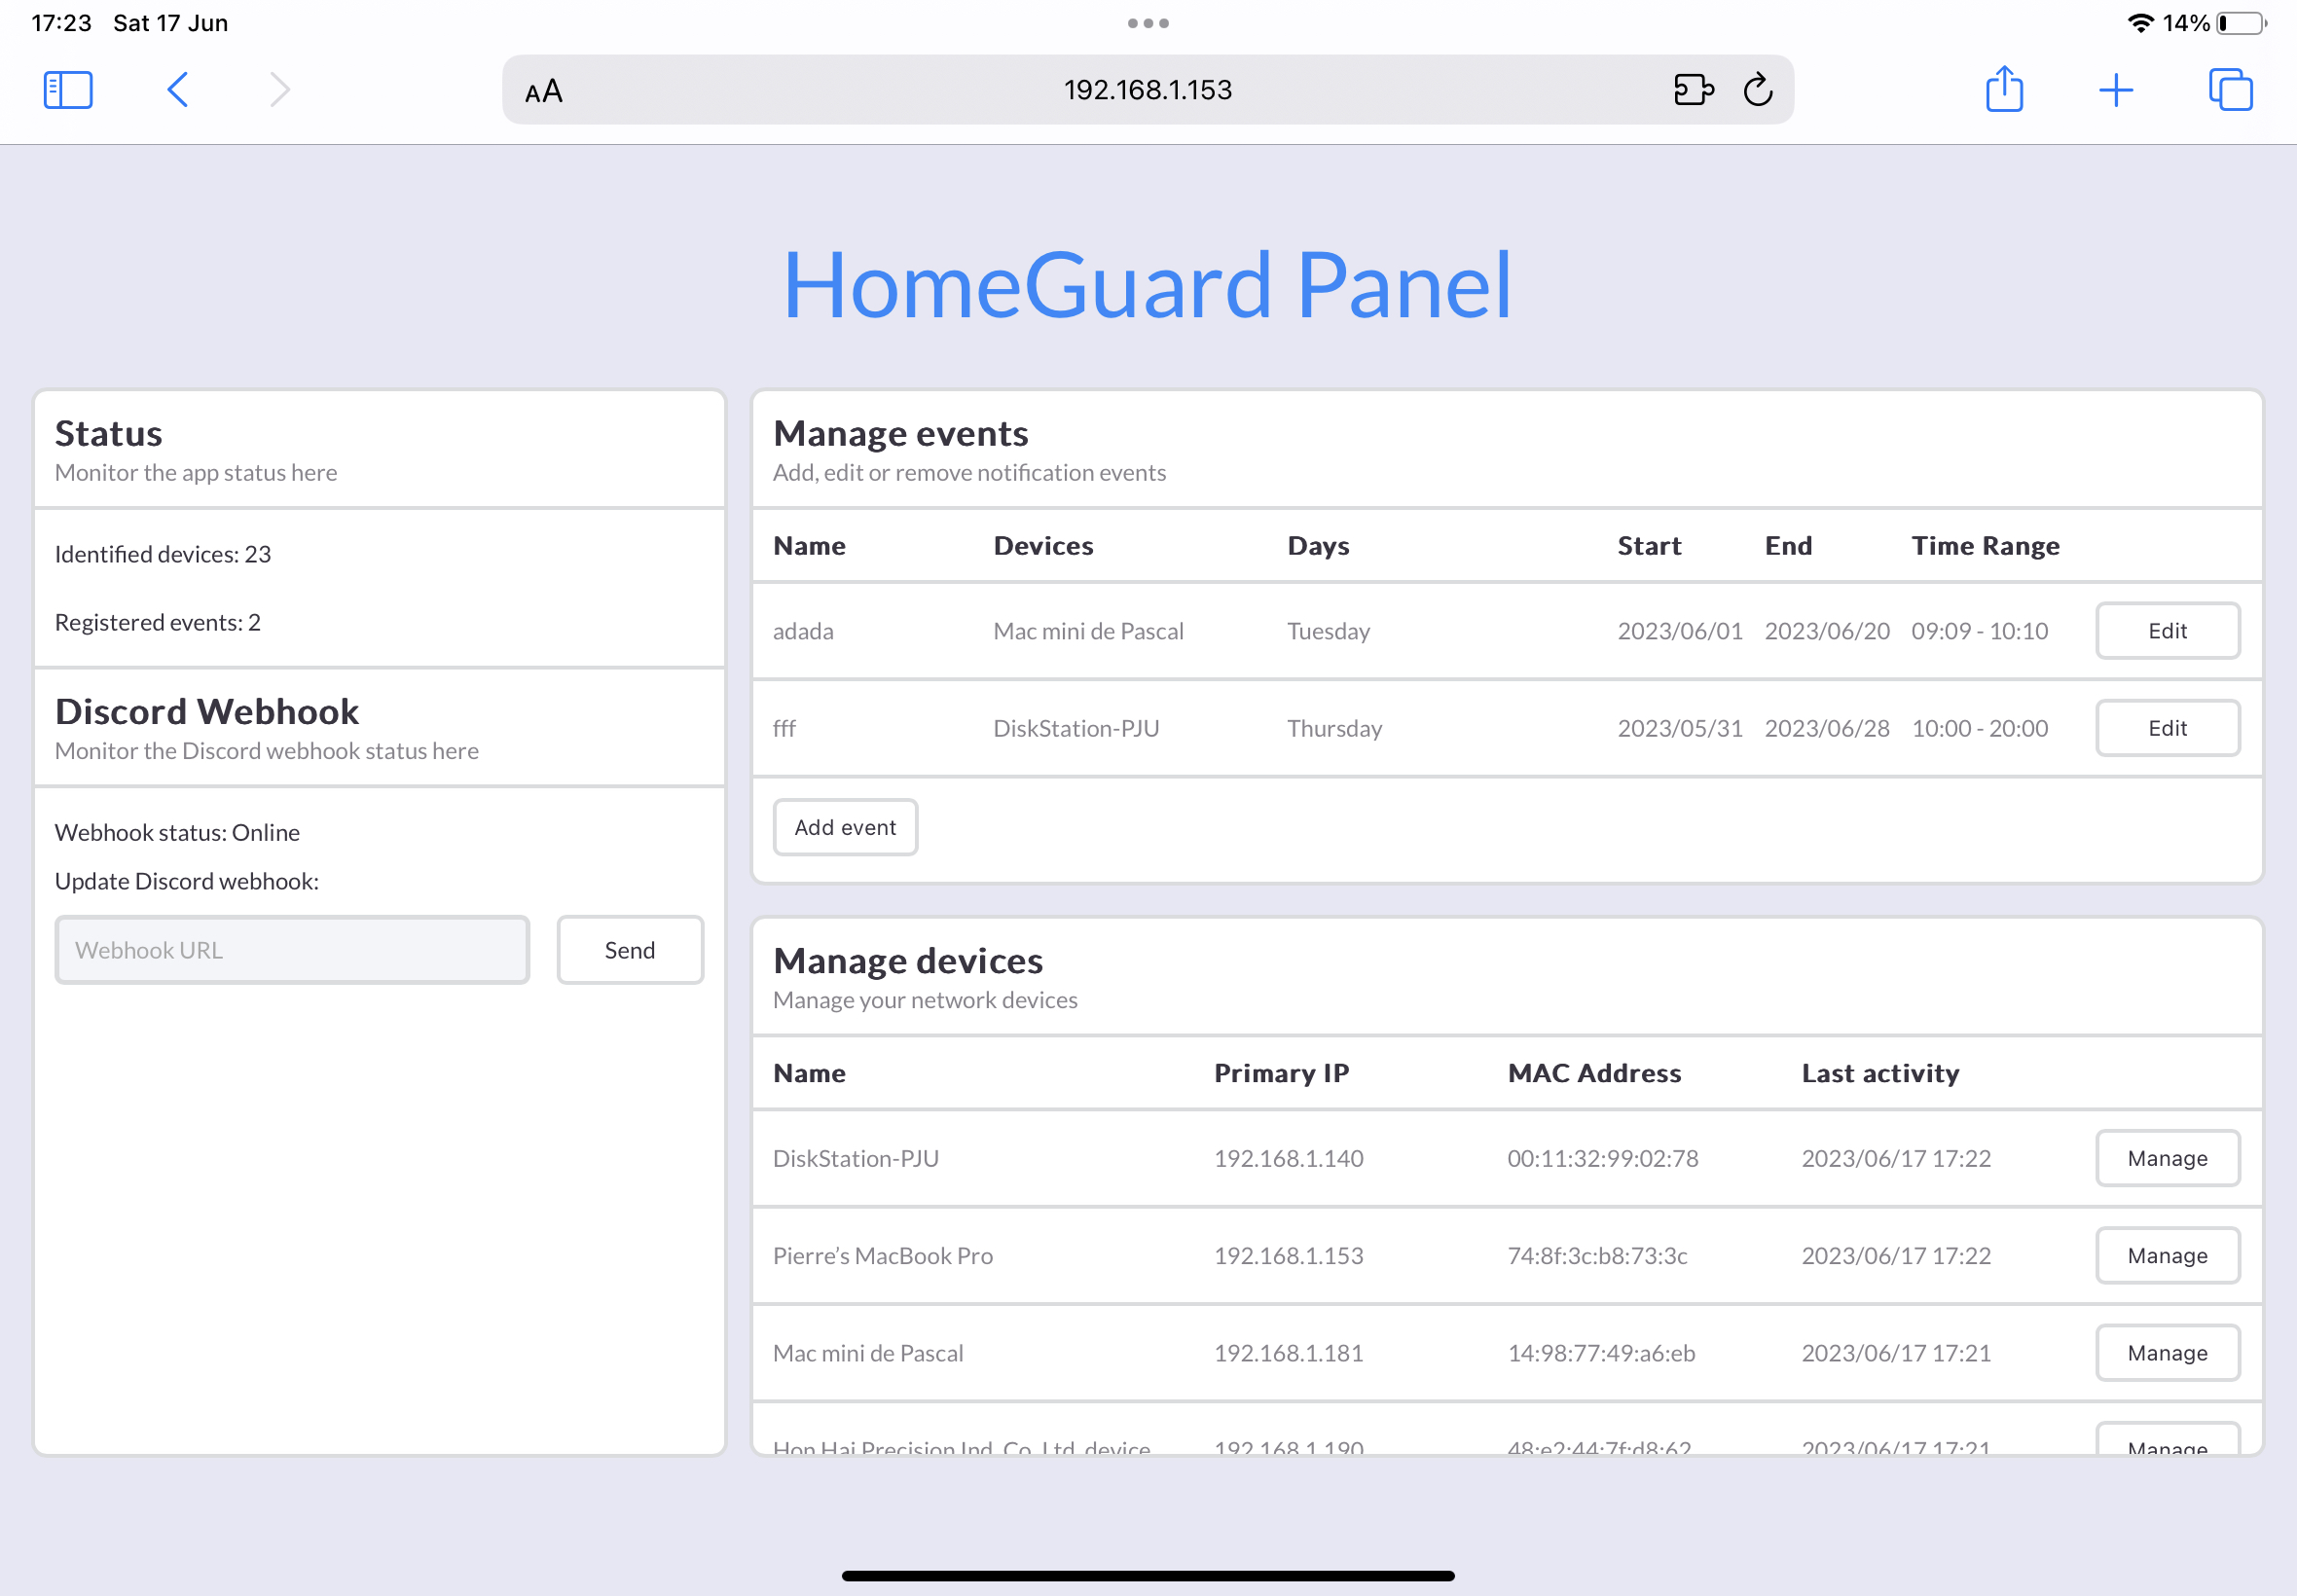 17:23 Sat 17 Jun
14%
AA
192.168.1.153
HomeGuard Panel
Status
Monitor the app status here
Identified devices: 23
Registered events: 2
Discord Webhook
Monitor the Discord webhook status here
Webhook status: Online
Update Discord webhook:
Webhook URL
Send
Manage events
Add, edit or remove notification events
Name Devices Days Start End Time Range
adada Mac mini de Pascal Tuesday 2023/06/01 2023/06/20 09:09 - 10:10 Edit
fff DiskStation-PJU Thursday 2023/05/31 2023/06/28 10:00 - 20:00 Edit
Add event
Manage devices
Manage your network devices
Name Primary IP MAC Address Last activity
DiskStation-PJU 192.168.1.140 00:11:32:99:02:78 2023/06/17 17:22 Manage
Pierre’s MacBook Pro 192.168.1.153 74:8f:3c:b8:73:3c 2023/06/17 17:22 Manage
Mac mini de Pascal 192.168.1.181 14:98:77:49:a6:eb 2023/06/17 17:21 Manage
Hon Hai Precision Ind. Co. Ltd. device 192.168.1.190 48:e2:44:7f:d8:62 2023/06/17 17:21 Manage